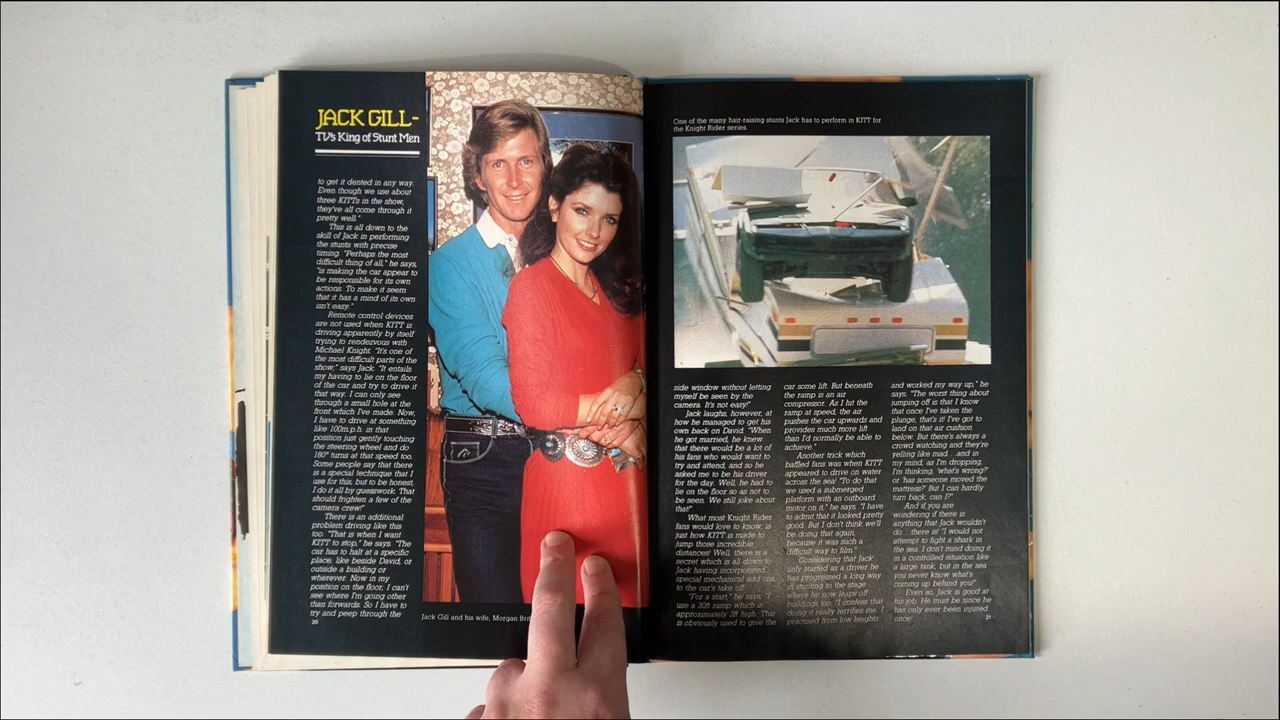 JACK GILL-
TV's King of Stunt Men
to get it dented in any way.
Even though we use about
three KITTs in the show,
they've all come through it
pretty well."
This is all down to the
skill of Jack in performing
the stunts with precise
timing. "Perhaps the most
difficult thing of all," he says,
"is making the car appear to
be responsible for its own
actions. To make it seem
that it has a mind of its own
isn't easy."
Remote control devices
are not used when KITT is
driving apparently by itself
trying to rendezvous with
Michael Knight. "It's one of
the most difficult parts of the
show," says Jack. "It entails
my having to lie on the floor
of the car and try to drive it
that way. I can only see
through a small hole at the
front which I've made. Now,
I have to drive at something
like 100m.p.h. in that
position just gently touching
the steering wheel and do
180° turns at that speed too.
Some people say that there
is a special technique that I
use for this, but to be honest,
I do it all by guesswork. That
should frighten a few of the
camera crew!"
There is an additional
problem driving like this
too. "That is when I want
KITT to stop," he says. "The
car has to halt at a specific
place, like beside David, or
outside a building or
wherever. Now in my
position on the floor, I can't
see where I'm going other
than forwards. So I have to
try and peep through the
20
Jack Gill and his wife, Morgan Brit
One of the many hair-raising stunts Jack has to perform in KITT for
the Knight Rider series.
side window without letting
myself be seen by the
camera. It's not easy!"
Jack laughs, however, at
how he managed to get his
own back on David. "When
he got married, he knew
that there would be a lot of
his fans who would want to
try and attend, and so he
asked me to be his driver
for the day. Well, he had to
lie on the floor so as not to
be seen. We still joke about
that!"
What most Knight Rider
fans would love to know, is
just how KITT is made to
jump those incredible
distances! Well, there is a
secret which is all down to
Jack having incorporated
special mechanical add ons
to the car's take off.
"For a start," he says, "I
use a 30ft ramp which is
approximately 3ft high. This
is obviously used to give the
car some lift. But beneath
the ramp is an air
compressor. As I hit the
ramp at speed, the air
pushes the car upwards and
provides much more lift
than I'd normally be able to
achieve."
Another trick which
baffled fans was when KITT
appeared to drive on water
across the sea! "To do that
we used a submerged
platform with an outboard
motor on it," he says. "I have
to admit that it looked pretty
good. But I don't think we'll
be doing that again,
because it was such a
difficult way to film."
Considering that Jack
only started as a driver he
has progressed a long way
in stunting to the stage
where he now leaps off
buildings too. "I confess that
doing it really terrifies me. I
practised from low heights
and worked my way up," he
says. "The worst thing about
jumping off is that I know
that once I've taken the
plunge, that's it! I've got to
land on that air cushion
below. But there's always a
crowd watching and they're
yelling like mad... and in
my mind, as I'm dropping,
I'm thinking, 'what's wrong?'
or 'has someone moved the
mattress?' But I can hardly
turn back, can I?"
And if you are
wondering if there is
anything that Jack wouldn't
do... there is! "I would not
attempt to fight a shark in
the sea. I don't mind doing it
in a controlled situation like
a large tank, but in the sea
you never know what's
coming up behind you!"
Even so, Jack is good at
his job. He must be since he
has only ever been injured
once!
21